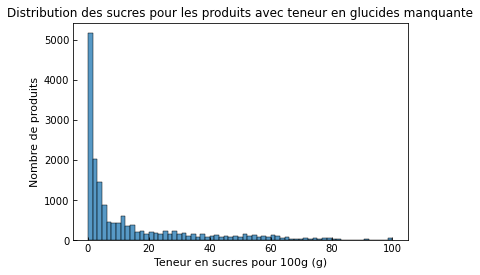 Distribution des sucres pour les produits avec teneur en glucides manquante
5000
4000
3000
2000
1000
0
Nombre de produits
0 20 40 60 80 100
Teneur en sucres pour 100g (g)